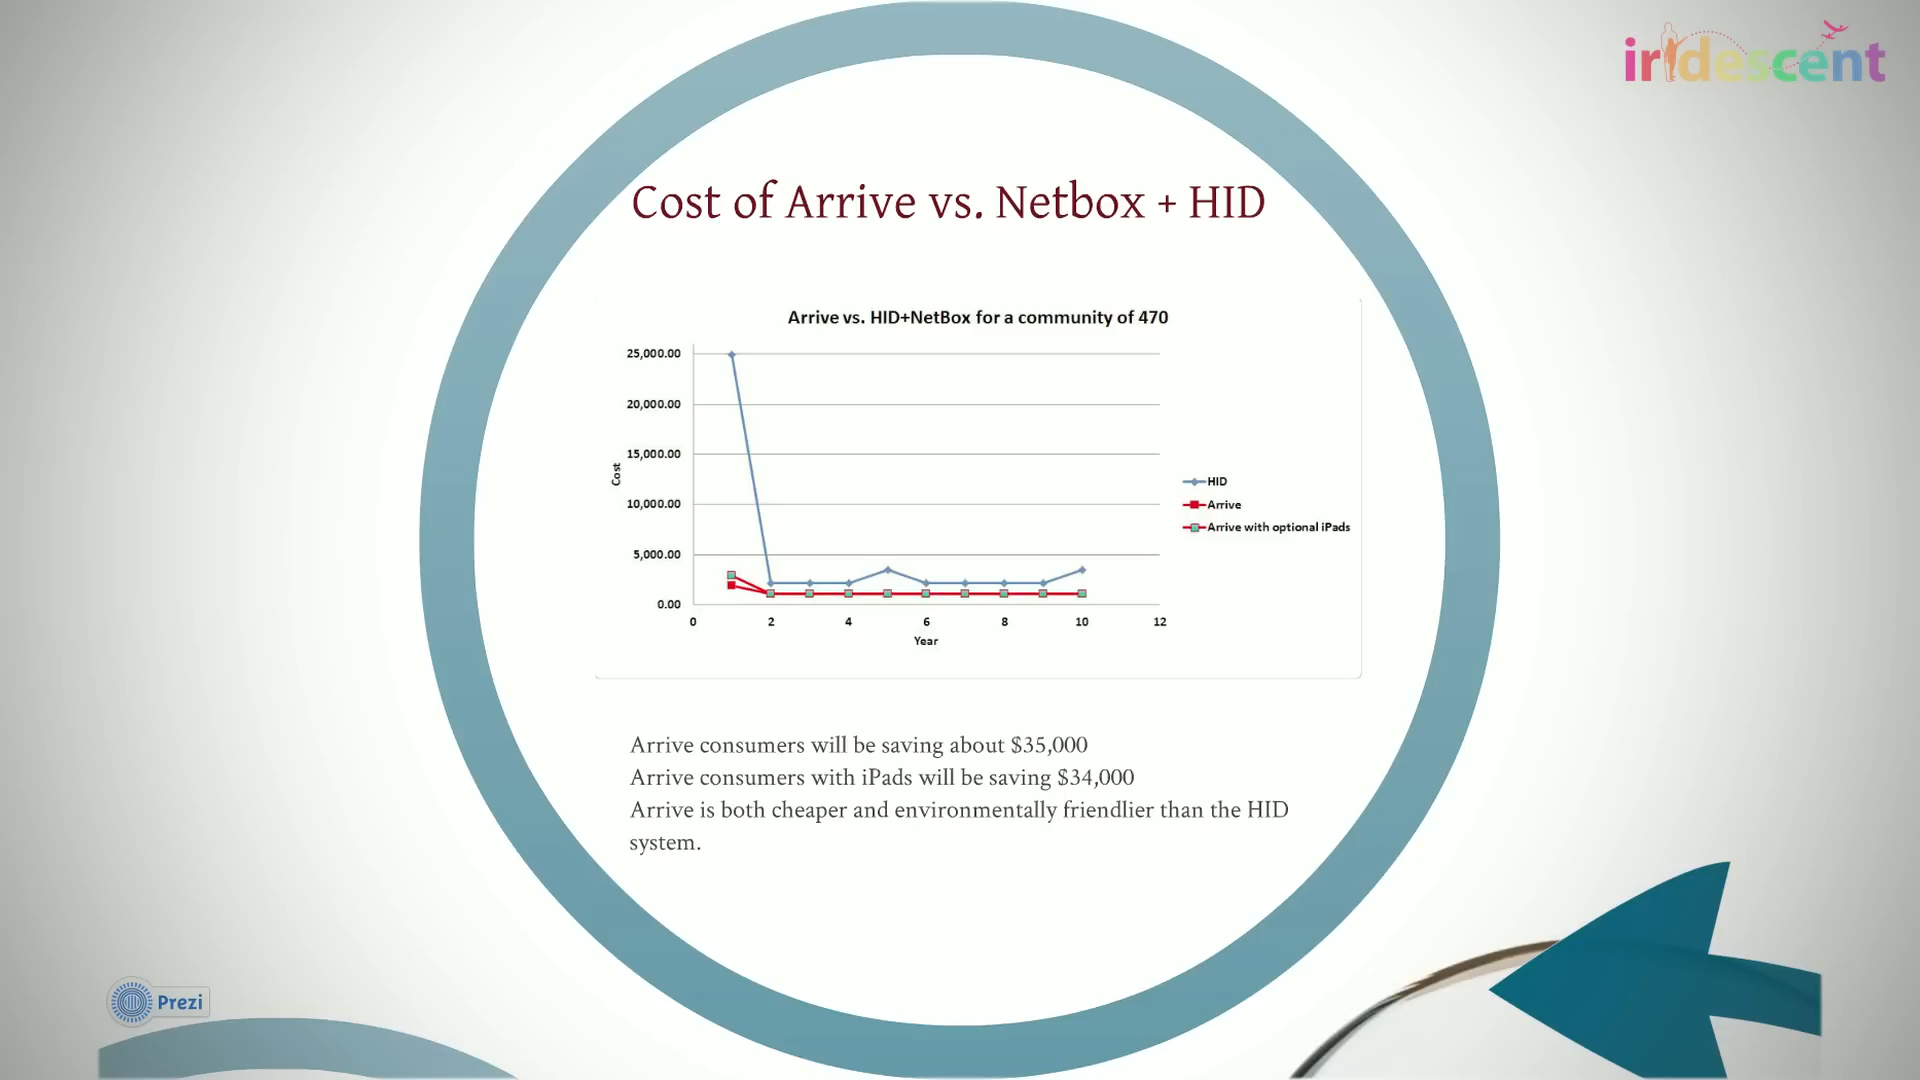 iridescent
Cost of Arrive vs. Netbox + HID
Arrive vs. HID+NetBox for a community of 470
25,000.00
20,000.00
15,000.00
10,000.00
5,000.00
0.00
Cost
0 2 4 6 8 10 12
Year
HID
Arrive
Arrive with optional iPads
Arrive consumers will be saving about $35,000
Arrive consumers with iPads will be saving $34,000
Arrive is both cheaper and environmentally friendlier than the HID
system.
Prezi